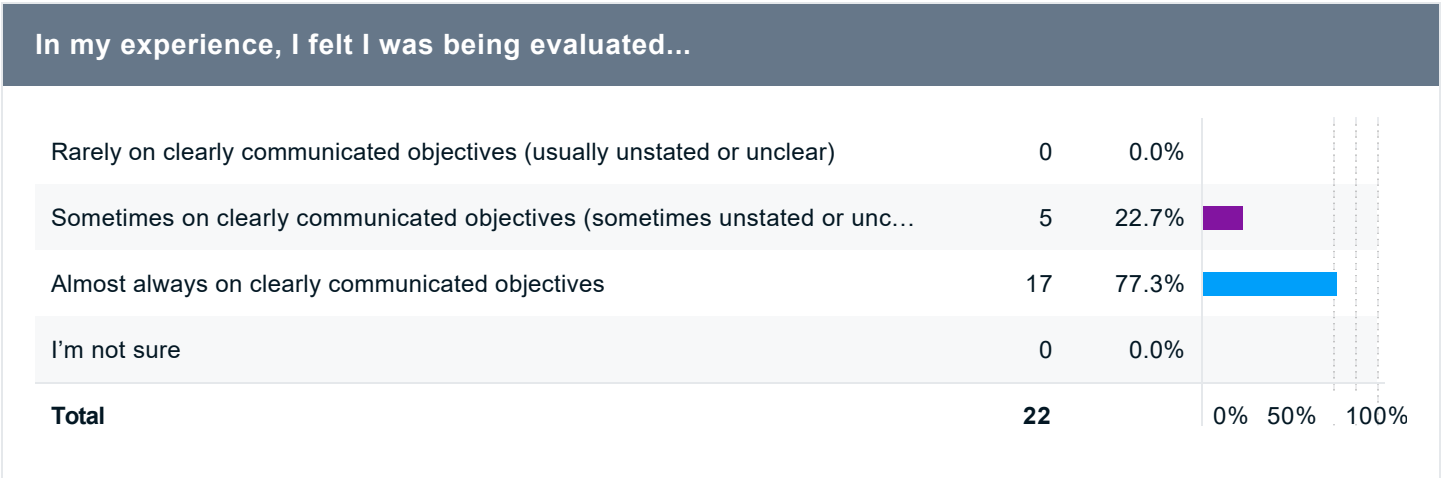 In my experience, I felt I was being evaluated...
Rarely on clearly communicated objectives (usually unstated or unclear) 0 0.0%
Sometimes on clearly communicated objectives (sometimes unstated or unc… 5 22.7%
Almost always on clearly communicated objectives 17 77.3%
I’m not sure 0 0.0%
Total 22 0% 50% 100%